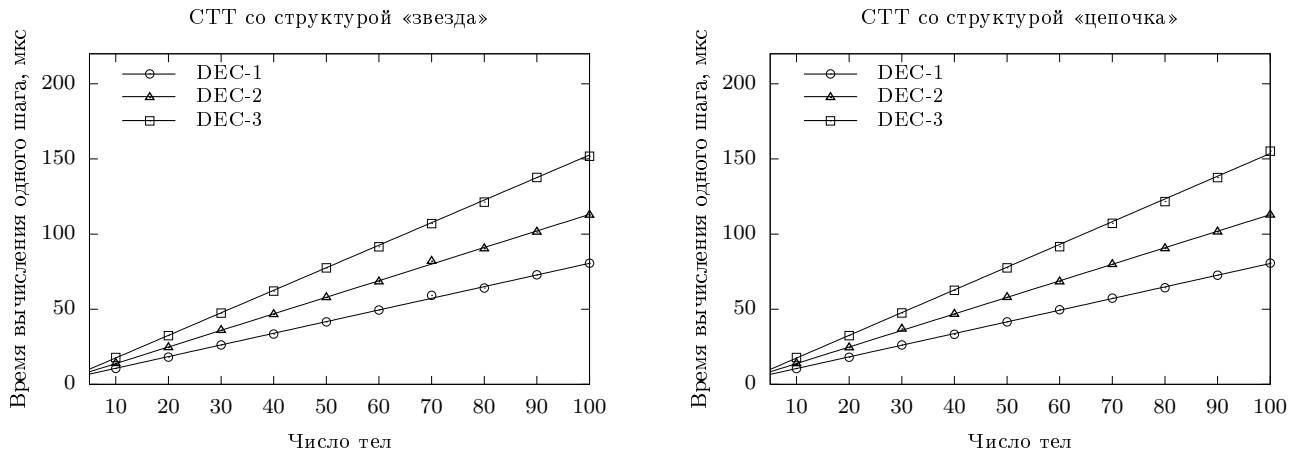 СТТ со структурой «звезда»
Время вычисления одного шага, мкс
200
150
100
50
0
DEC-1
DEC-2
DEC-3
10 20 30 40 50 60 70 80 90 100
Число тел
СТТ со структурой «цепочка»
Время вычисления одного шага, мкс
200
150
100
50
0
DEC-1
DEC-2
DEC-3
10 20 30 40 50 60 70 80 90 100
Число тел